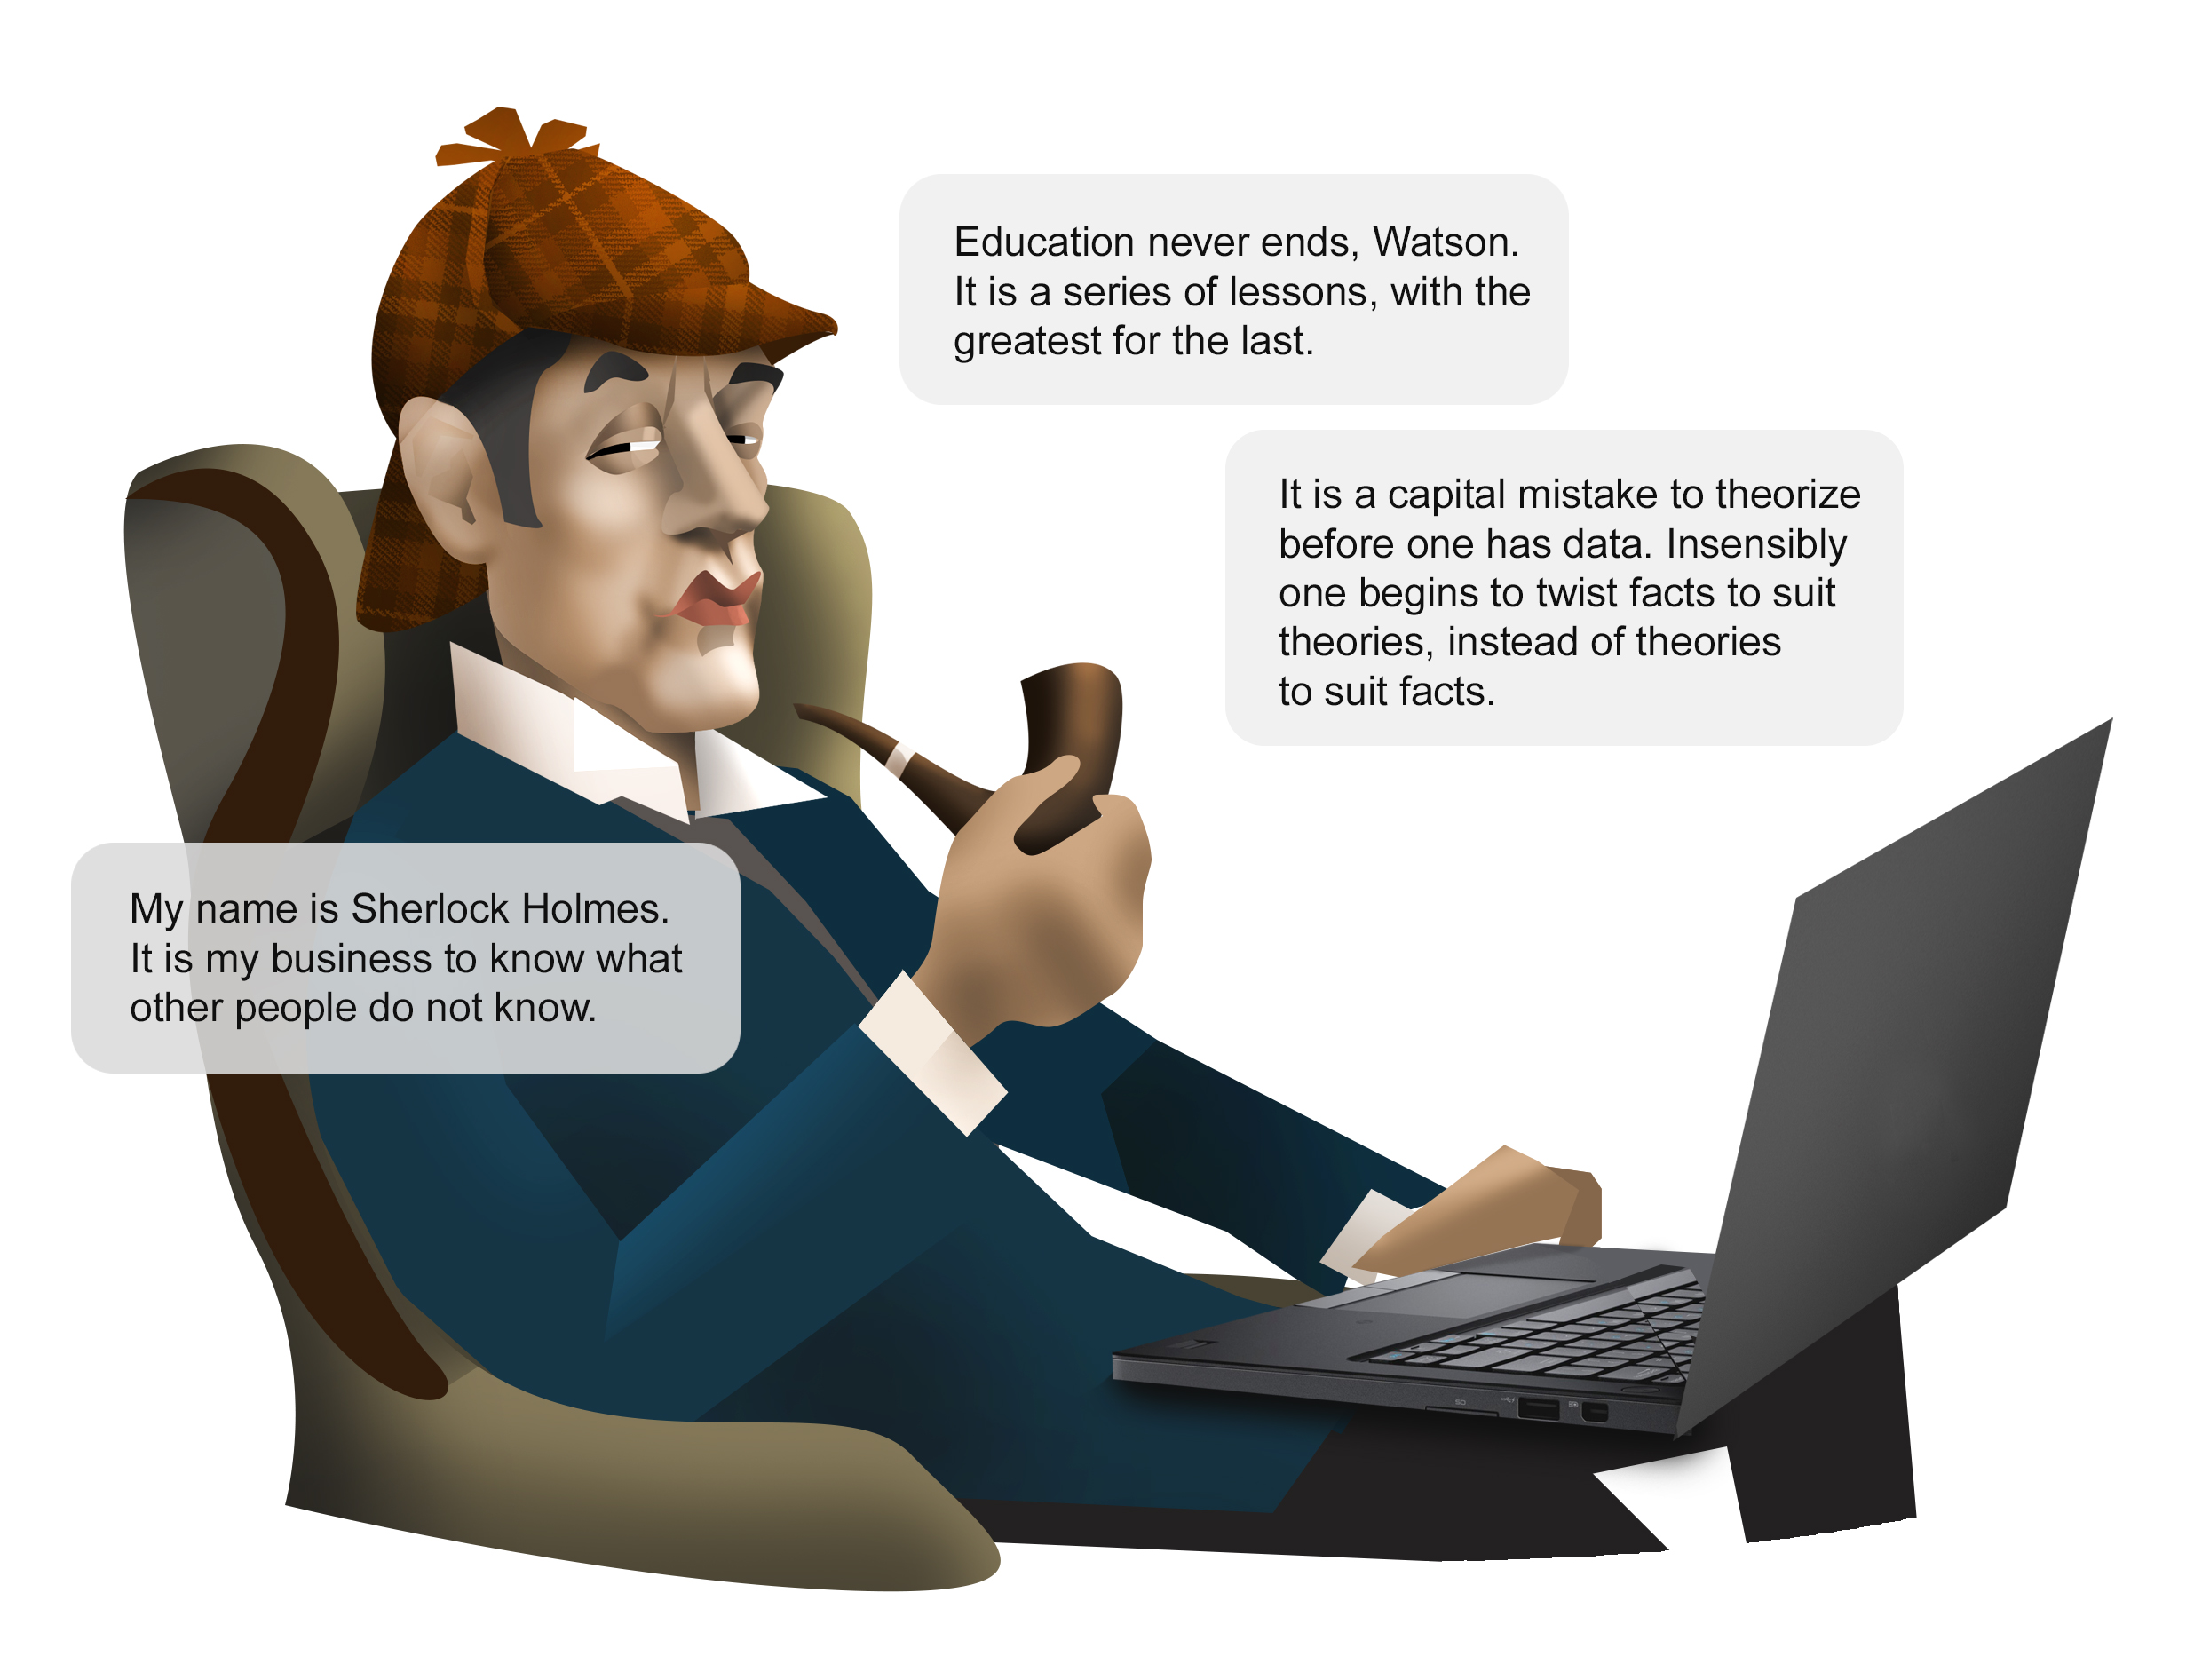 Education never ends, Watson.
It is a series of lessons, with the
greatest for the last.
It is a capital mistake to theorize
before one has data. Insensibly
one begins to twist facts to suit
theories, instead of theories
to suit facts.
My name is Sherlock Holmes.
It is my business to know what
other people do not know.
SD